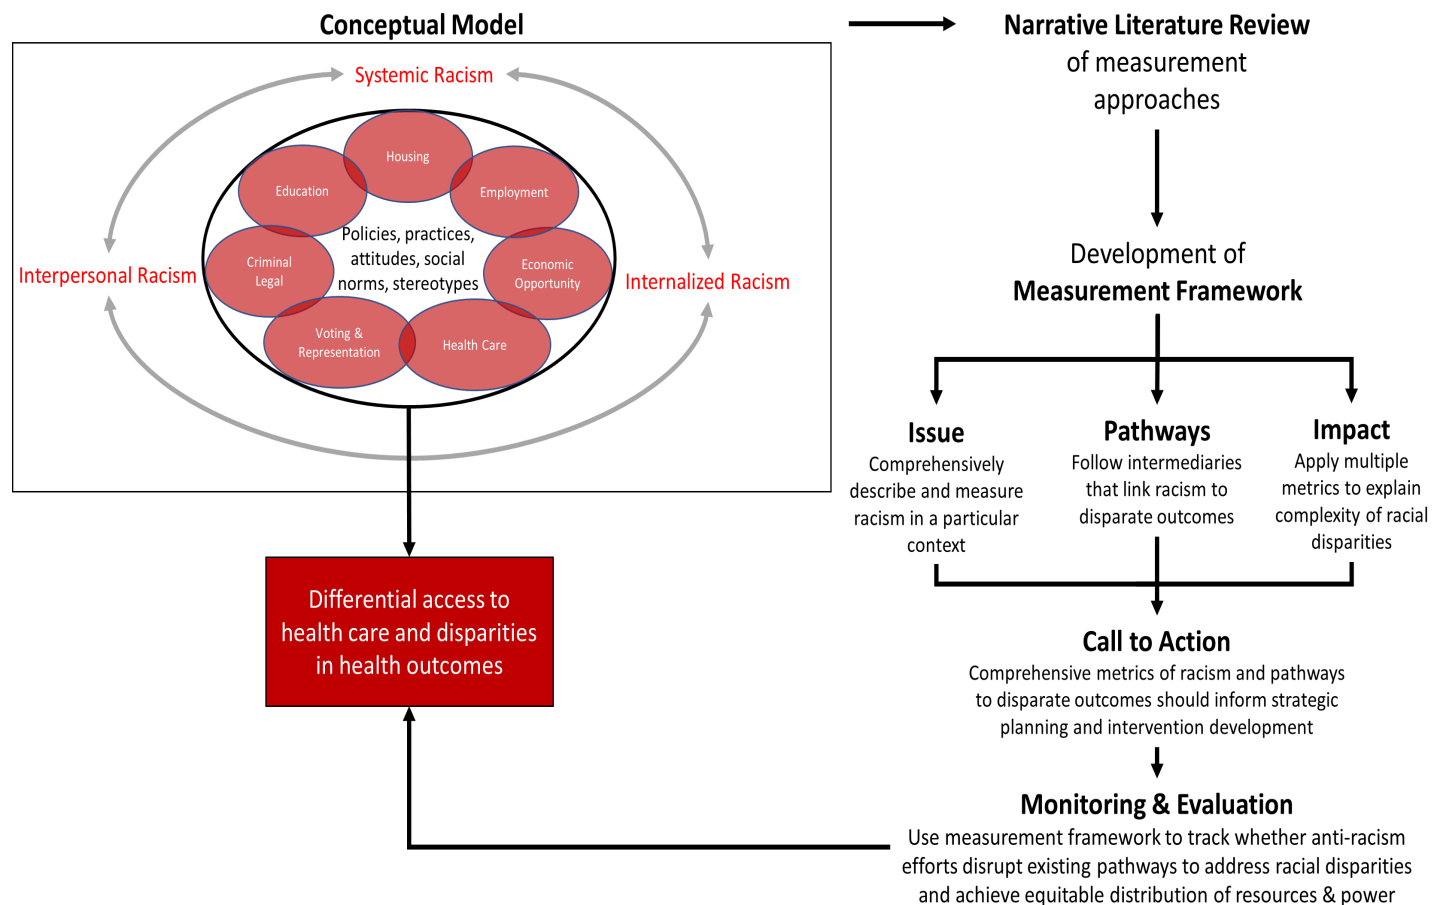 Conceptual Model
Systemic Racism
Housing
Education
Employment
Policies, practices,
attitudes, social
norms, stereotypes
Criminal
Legal
Economic
Opportunity
Interpersonal Racism
Internalized Racism
Voting &
Representation
Health Care
Differential access to
health care and disparities
in health outcomes
Narrative Literature Review
of measurement
approaches
Development of
Measurement Framework
Issue
Comprehensively
describe and measure
racism in a particular
context
Pathways
Follow intermediaries
that link racism to
disparate outcomes
Impact
Apply multiple
metrics to explain
complexity of racial
disparities
Call to Action
Comprehensive metrics of racism and pathways
to disparate outcomes should inform strategic
planning and intervention development
Monitoring & Evaluation
Use measurement framework to track whether anti-racism
efforts disrupt existing pathways to address racial disparities
and achieve equitable distribution of resources & power